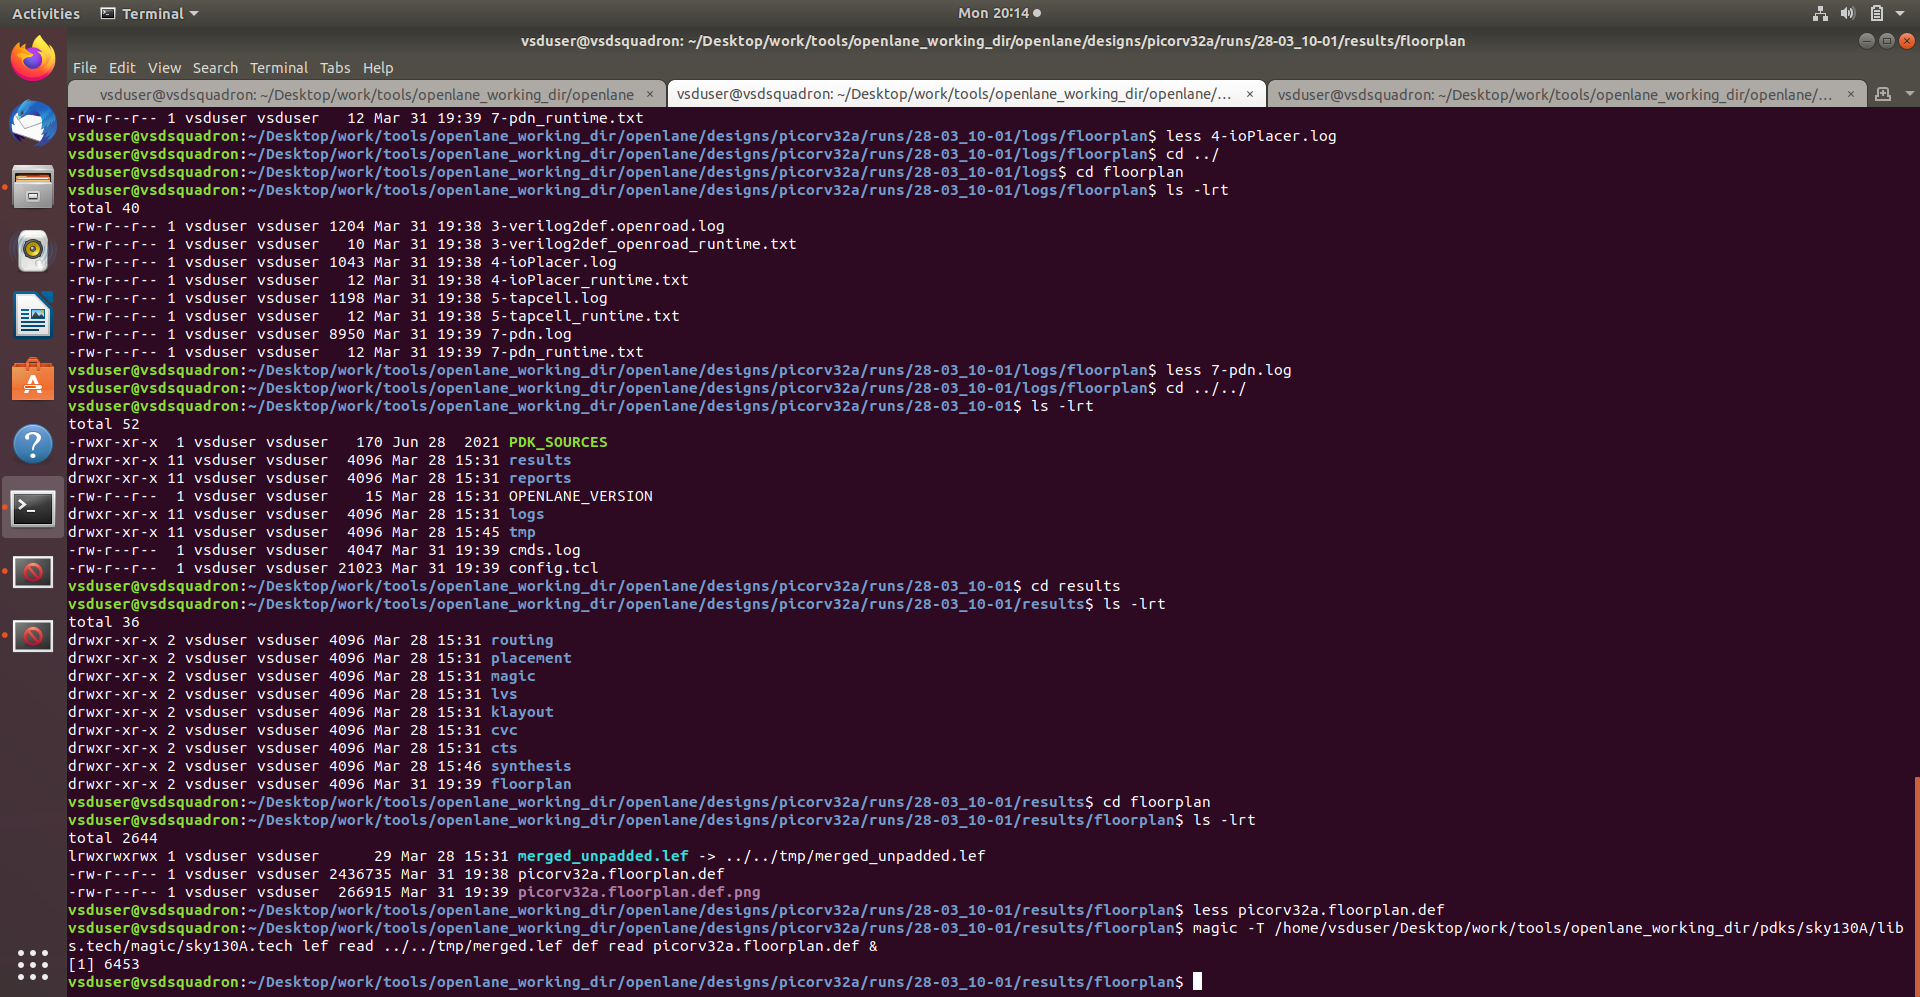 Activities
Terminal
Mon 20:14
vsduser@vsdsquadron: ~/Desktop/work/tools/openlane_working_dir/openlane/designs/picorv32a/runs/28-03_10-01/results/floorplan
File Edit View Search Terminal Tabs Help
vsduser@vsdsquadron: ~/Desktop/work/tools/openlane_working_dir/openlane ×
vsduser@vsdsquadron: ~/Desktop/work/tools/openlane_working_dir/openlane/... ×
vsduser@vsdsquadron: ~/Desktop/work/tools/openlane_working_dir/openlane/... ×
-rw-r--r-- 1 vsduser vsduser   12 Mar 31 19:39 7-pdn_runtime.txt
vsduser@vsdsquadron:~/Desktop/work/tools/openlane_working_dir/openlane/designs/picorv32a/runs/28-03_10-01/logs/floorplan$ less 4-ioPlacer.log
vsduser@vsdsquadron:~/Desktop/work/tools/openlane_working_dir/openlane/designs/picorv32a/runs/28-03_10-01/logs/floorplan$ cd ../
vsduser@vsdsquadron:~/Desktop/work/tools/openlane_working_dir/openlane/designs/picorv32a/runs/28-03_10-01/logs$ cd floorplan
vsduser@vsdsquadron:~/Desktop/work/tools/openlane_working_dir/openlane/designs/picorv32a/runs/28-03_10-01/logs/floorplan$ ls -lrt
total 40
-rw-r--r-- 1 vsduser vsduser 1204 Mar 31 19:38 3-verilog2def.openroad.log
-rw-r--r-- 1 vsduser vsduser   10 Mar 31 19:38 3-verilog2def_openroad_runtime.txt
-rw-r--r-- 1 vsduser vsduser 1043 Mar 31 19:38 4-ioPlacer.log
-rw-r--r-- 1 vsduser vsduser   12 Mar 31 19:38 4-ioPlacer_runtime.txt
-rw-r--r-- 1 vsduser vsduser 1198 Mar 31 19:38 5-tapcell.log
-rw-r--r-- 1 vsduser vsduser   12 Mar 31 19:38 5-tapcell_runtime.txt
-rw-r--r-- 1 vsduser vsduser 8950 Mar 31 19:39 7-pdn.log
-rw-r--r-- 1 vsduser vsduser   12 Mar 31 19:39 7-pdn_runtime.txt
vsduser@vsdsquadron:~/Desktop/work/tools/openlane_working_dir/openlane/designs/picorv32a/runs/28-03_10-01/logs/floorplan$ less 7-pdn.log
vsduser@vsdsquadron:~/Desktop/work/tools/openlane_working_dir/openlane/designs/picorv32a/runs/28-03_10-01/logs/floorplan$ cd ../../
vsduser@vsdsquadron:~/Desktop/work/tools/openlane_working_dir/openlane/designs/picorv32a/runs/28-03_10-01$ ls -lrt
total 52
-rwxr-xr-x  1 vsduser vsduser   170 Jun 28  2021 PDK_SOURCES
drwxr-xr-x 11 vsduser vsduser  4096 Mar 28 15:31 results
drwxr-xr-x 11 vsduser vsduser  4096 Mar 28 15:31 reports
-rw-r--r--  1 vsduser vsduser    15 Mar 28 15:31 OPENLANE_VERSION
drwxr-xr-x 11 vsduser vsduser  4096 Mar 28 15:31 logs
drwxr-xr-x 11 vsduser vsduser  4096 Mar 28 15:45 tmp
-rw-r--r--  1 vsduser vsduser  4047 Mar 31 19:39 cmds.log
-rw-r--r--  1 vsduser vsduser 21023 Mar 31 19:39 config.tcl
vsduser@vsdsquadron:~/Desktop/work/tools/openlane_working_dir/openlane/designs/picorv32a/runs/28-03_10-01$ cd results
vsduser@vsdsquadron:~/Desktop/work/tools/openlane_working_dir/openlane/designs/picorv32a/runs/28-03_10-01/results$ ls -lrt
total 36
drwxr-xr-x 2 vsduser vsduser 4096 Mar 28 15:31 routing
drwxr-xr-x 2 vsduser vsduser 4096 Mar 28 15:31 placement
drwxr-xr-x 2 vsduser vsduser 4096 Mar 28 15:31 magic
drwxr-xr-x 2 vsduser vsduser 4096 Mar 28 15:31 lvs
drwxr-xr-x 2 vsduser vsduser 4096 Mar 28 15:31 klayout
drwxr-xr-x 2 vsduser vsduser 4096 Mar 28 15:31 cvc
drwxr-xr-x 2 vsduser vsduser 4096 Mar 28 15:31 cts
drwxr-xr-x 2 vsduser vsduser 4096 Mar 28 15:46 synthesis
drwxr-xr-x 2 vsduser vsduser 4096 Mar 31 19:39 floorplan
vsduser@vsdsquadron:~/Desktop/work/tools/openlane_working_dir/openlane/designs/picorv32a/runs/28-03_10-01/results$ cd floorplan
vsduser@vsdsquadron:~/Desktop/work/tools/openlane_working_dir/openlane/designs/picorv32a/runs/28-03_10-01/results/floorplan$ ls -lrt
total 2644
lrwxrwxrwx 1 vsduser vsduser      29 Mar 28 15:31 merged_unpadded.lef -> ../../tmp/merged_unpadded.lef
-rw-r--r-- 1 vsduser vsduser 2436735 Mar 31 19:38 picorv32a.floorplan.def
-rw-r--r-- 1 vsduser vsduser  266915 Mar 31 19:39 picorv32a.floorplan.def.png
vsduser@vsdsquadron:~/Desktop/work/tools/openlane_working_dir/openlane/designs/picorv32a/runs/28-03_10-01/results/floorplan$ less picorv32a.floorplan.def
vsduser@vsdsquadron:~/Desktop/work/tools/openlane_working_dir/openlane/designs/picorv32a/runs/28-03_10-01/results/floorplan$ magic -T /home/vsduser/Desktop/work/tools/openlane_working_dir/pdks/sky130A/lib
s.tech/magic/sky130A.tech lef read ../../tmp/merged.lef def read picorv32a.floorplan.def &
[1] 6453
vsduser@vsdsquadron:~/Desktop/work/tools/openlane_working_dir/openlane/designs/picorv32a/runs/28-03_10-01/results/floorplan$